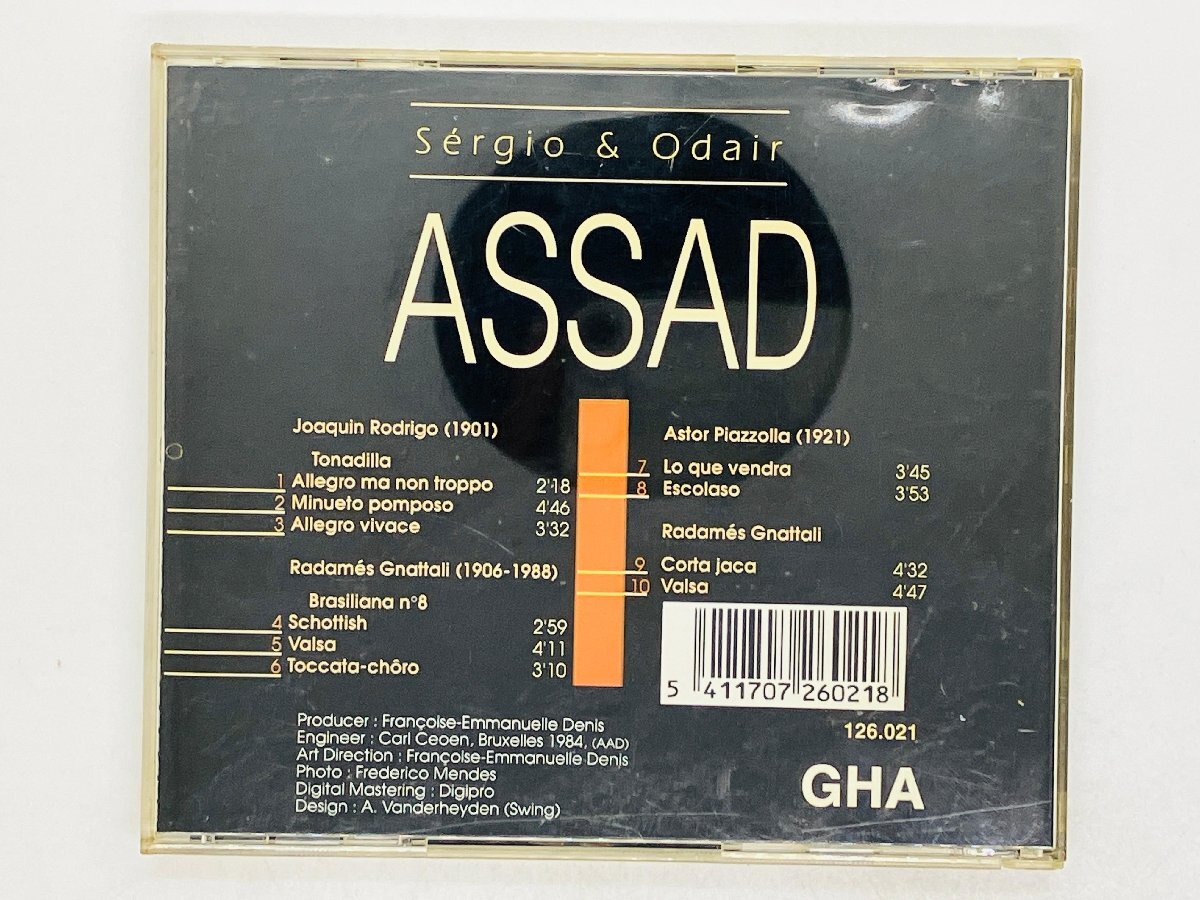 Sérgio & Odair
ASSAD
Joaquin Rodrigo (1901)
Tonadilla
1 Allegro ma non troppo 2'18
2 Minueto pomposo 4'46
3 Allegro vivace 3'32
Radamés Gnattali (1906-1988)
Brasiliana n°8
4 Schottish 2'59
5 Valsa 4'11
6 Toccata-chôro 3'10
Astor Piazzolla (1921)
7 Lo que vendra 3'45
8 Escolaso 3'53
Radamés Gnattali
9 Corta jaca 4'32
10 Valsa 4'47
5 411707 260218
126.021
GHA
Producer : Françoise-Emmanuelle Denis
Engineer : Carl Ceoen, Bruxelles 1984, (AAD)
Art Direction : Françoise-Emmanuelle Denis
Photo : Frederico Mendes
Digital Mastering : Digipro
Design : A. Vanderheyden (Swing)